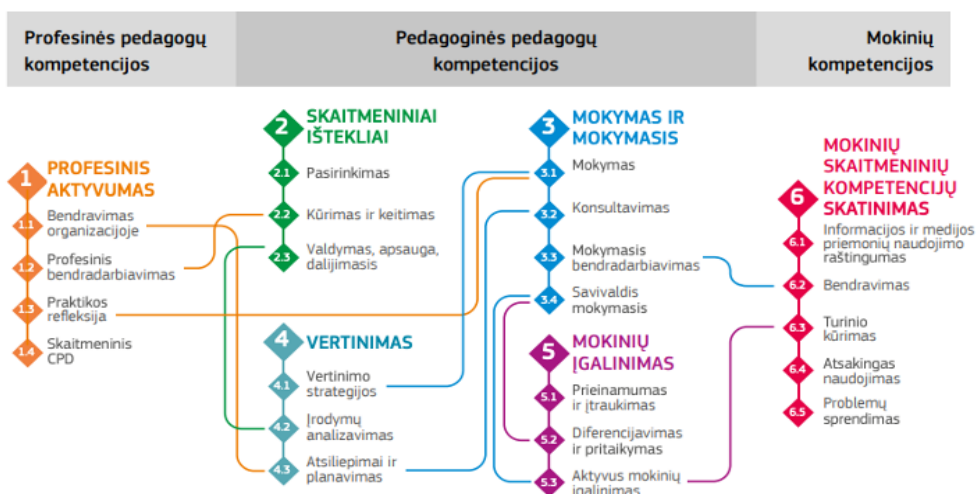 Profesinės pedagogų
kompetencijos
Pedagoginės pedagogų
kompetencijos
Mokinių
kompetencijos
1
PROFESINIS
AKTYVUMAS
1.1
Bendravimas
organizacijoje
1.2
Profesinis
bendradarbiavimas
1.3
Praktikos
refleksija
1.4
Skaitmeninis
CPD
2
SKAITMENINIAI
IŠTEKLIAI
2.1
Pasirinkimas
2.2
Kūrimas ir keitimas
2.3
Valdymas, apsauga,
dalijimasis
4
VERTINIMAS
4.1
Vertinimo
strategijos
4.2
Įrodymų
analizavimas
4.3
Atsiliepimai ir
planavimas
3
MOKYMAS IR
MOKYMASIS
3.1
Mokymas
3.2
Konsultavimas
3.3
Mokymasis
bendradarbiavimas
3.4
Savivaldis
mokymasis
5
MOKINIŲ
ĮGALINIMAS
5.1
Prieinamumas
ir įtraukimas
5.2
Diferencijavimas
ir pritaikymas
5.3
Aktyvus mokinių
įgalinimas
6
MOKINIŲ
SKAITMENINIŲ
KOMPETENCIJŲ
SKATINIMAS
6.1
Informacijos ir medijos
priemonių naudojimo
raštingumas
6.2
Bendravimas
6.3
Turinio
kūrimas
6.4
Atsakingas
naudojimas
6.5
Problemų
sprendimas